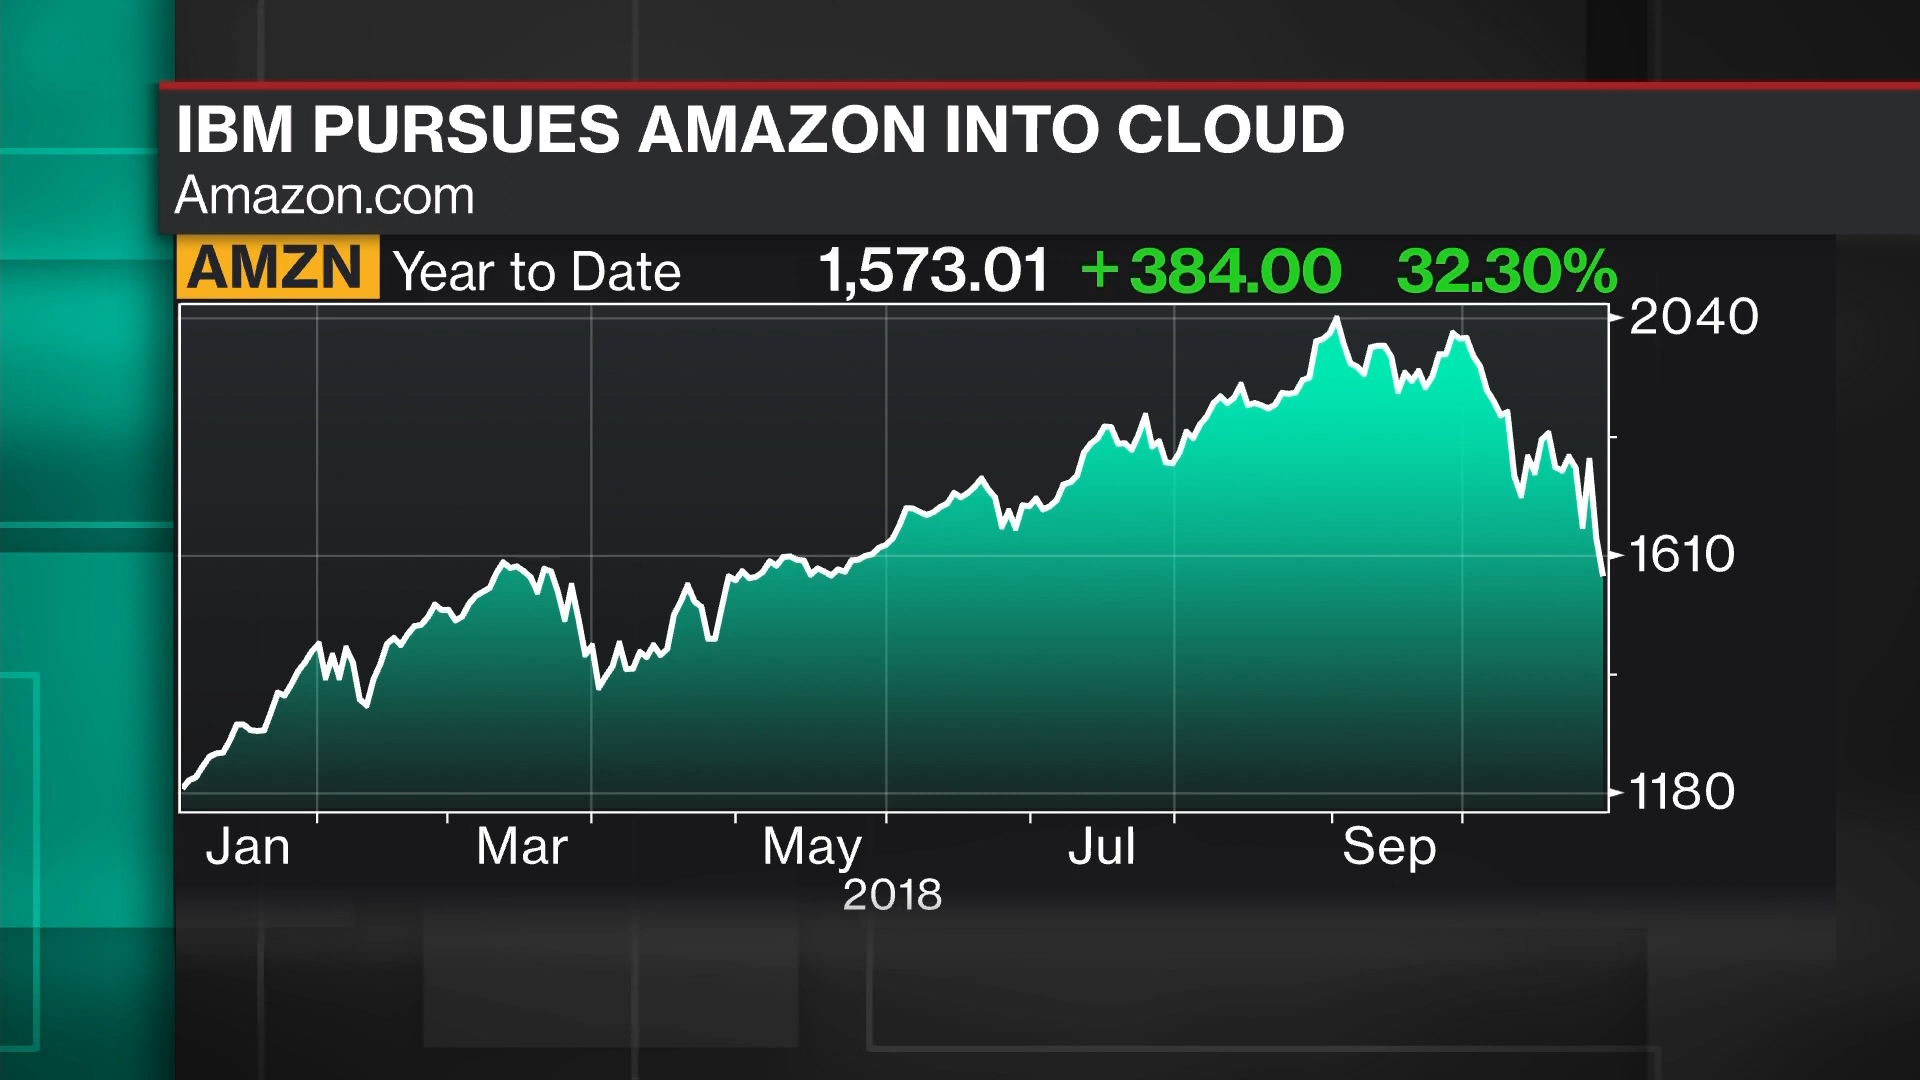 IBM PURSUES AMAZON INTO CLOUD
Amazon.com
AMZN Year to Date 1,573.01 +384.00 32.30%
2040
1610
1180
Jan Mar May Jul Sep
2018